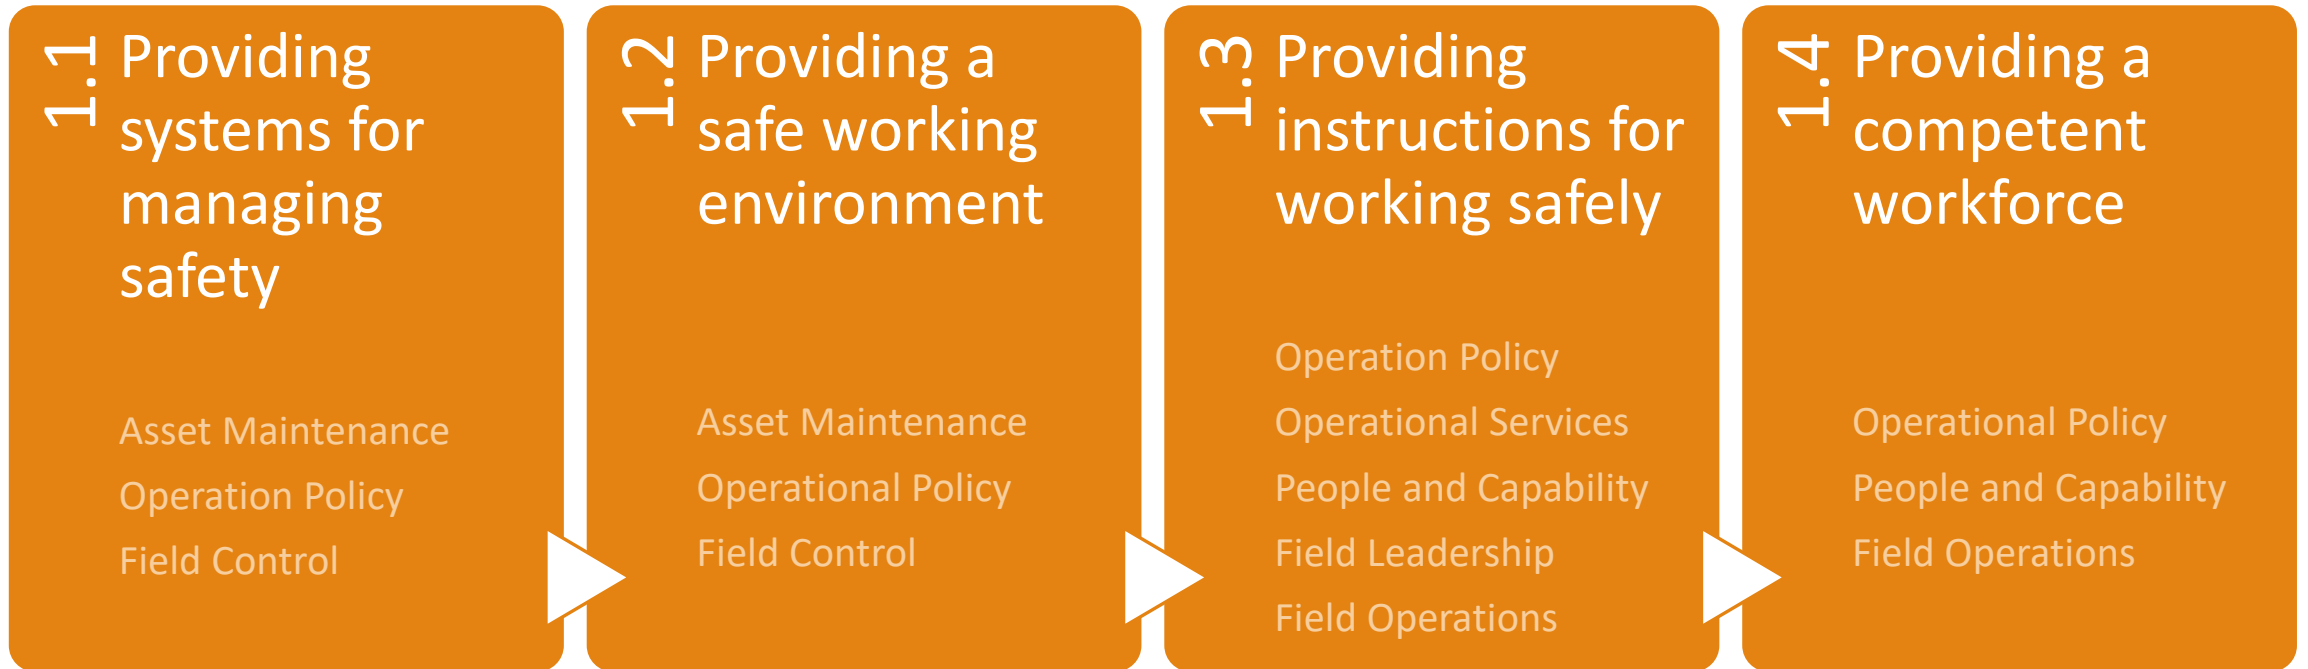 1.1
Providing
systems for
managing
safety
Asset Maintenance
Operation Policy
Field Control
1.2
Providing a
safe working
environment
Asset Maintenance
Operational Policy
Field Control
1.3
Providing
instructions for
working safely
Operation Policy
Operational Services
People and Capability
Field Leadership
Field Operations
1.4
Providing a
competent
workforce
Operational Policy
People and Capability
Field Operations